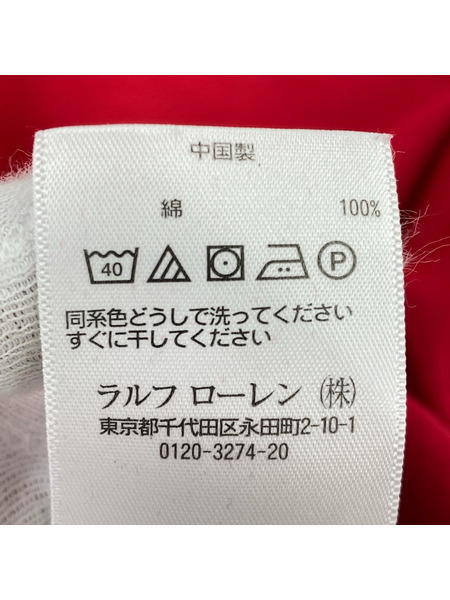 中国製
綿 100%
40 P
同系色どうしで洗ってください
すぐに干してください
ラルフ ローレン ㈱
東京都千代田区永田町2-10-1
0120-3274-20